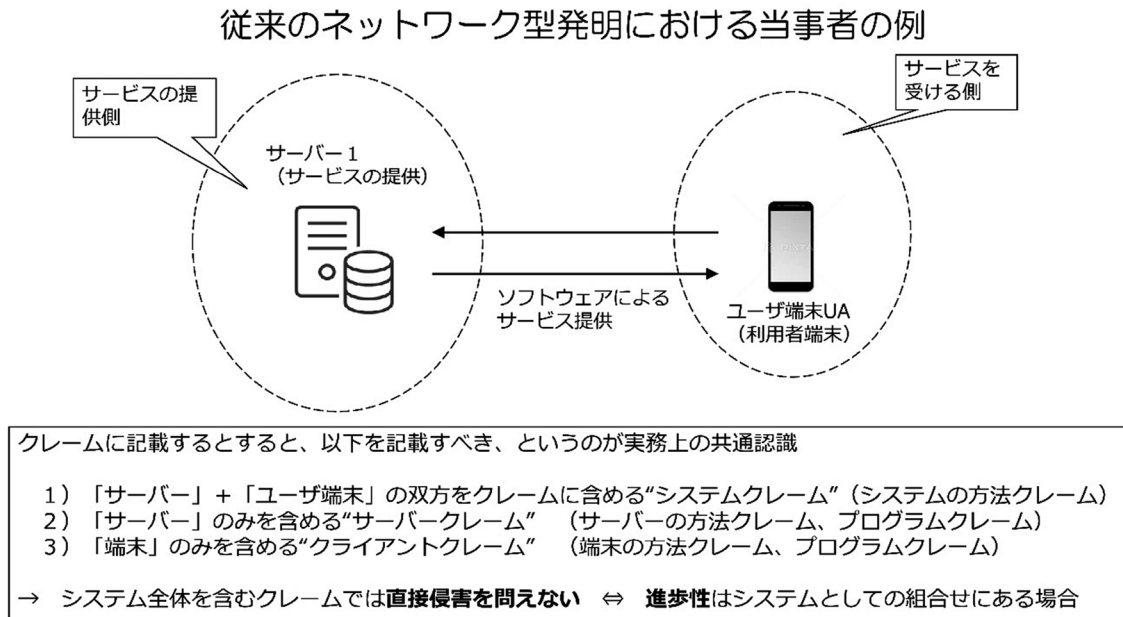 従来のネットワーク型発明における当事者の例
サービスの提
供側
サービスを
受ける側
サーバー１
（サービスの提供）
ソフトウェアによる
サービス提供
ユーザ端末UA
（利用者端末）
クレームに記載するとすると、以下を記載すべき、というのが実務上の共通認識
１）「サーバー」＋「ユーザ端末」の双方をクレームに含める“システムクレーム”（システムの方法クレーム）
２）「サーバー」のみを含める“サーバークレーム”　（サーバーの方法クレーム、プログラムクレーム）
３）「端末」のみを含める“クライアントクレーム”　（端末の方法クレーム、プログラムクレーム）
→　システム全体を含むクレームでは直接侵害を問えない　⇔　進歩性はシステムとしての組合せにある場合